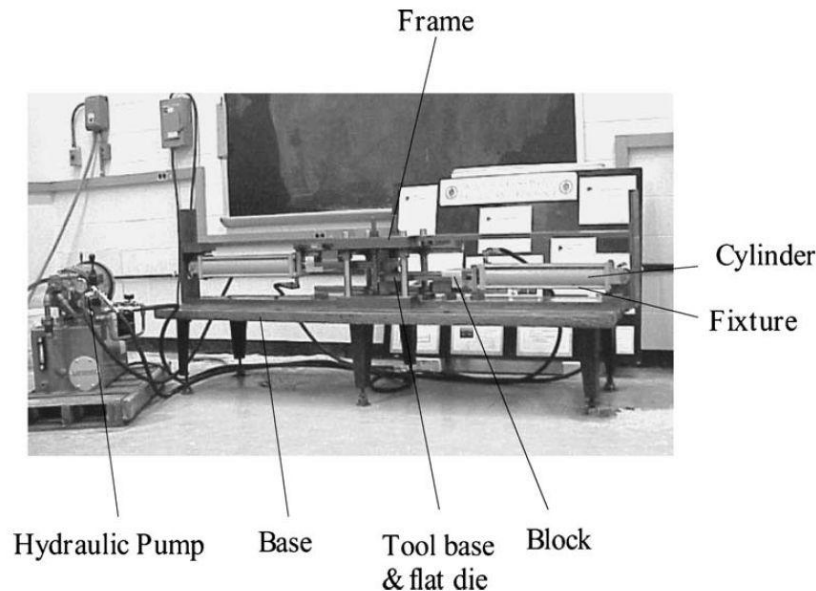 Frame
Cylinder
Fixture
Hydraulic Pump
Base
Tool base
& flat die
Block